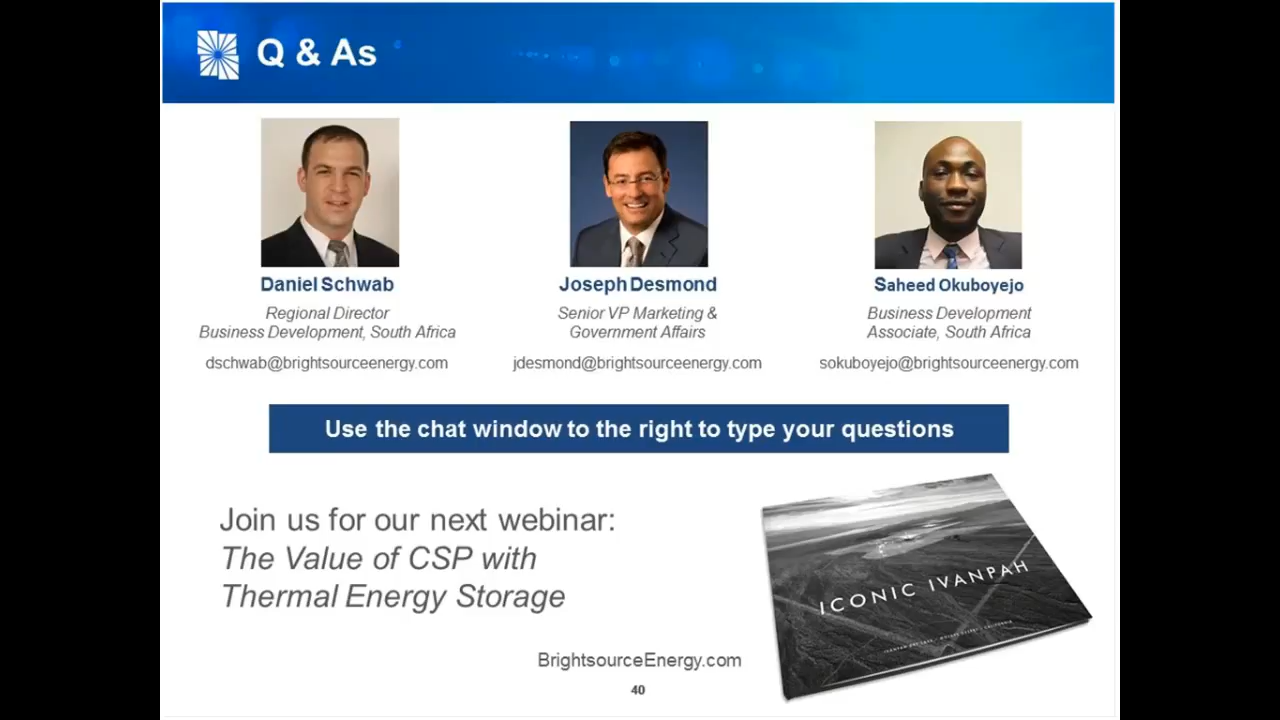 Q & As
Daniel Schwab
Regional Director
Business Development, South Africa
dschwab@brightsourceenergy.com
Joseph Desmond
Senior VP Marketing &
Government Affairs
jdesmond@brightsourceenergy.com
Saheed Okuboyejo
Business Development
Associate, South Africa
sokuboyejo@brightsourceenergy.com
Use the chat window to the right to type your questions
Join us for our next webinar:
The Value of CSP with
Thermal Energy Storage
ICONIC IVANPAH
BrightsourceEnergy.com
40